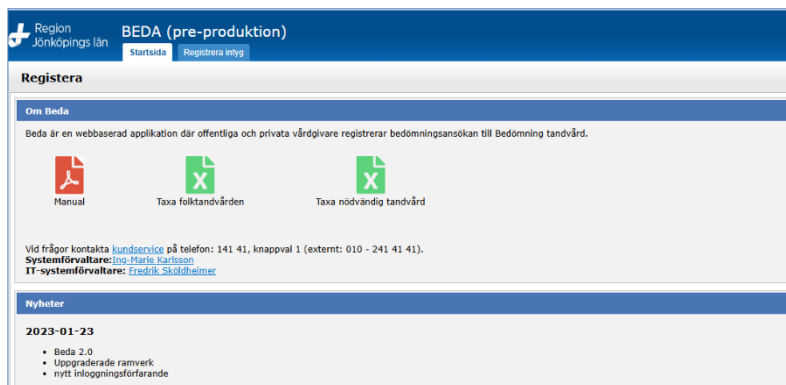 Region
Jönköpings län
BEDA (pre-produktion)
Startsida Registrera intyg
Registera
Om Beda
Beda är en webbaserad applikation där offentliga och privata vårdgivare registrerar bedömningsansökan till Bedömning tandvård.
Manual Taxa folktandvården Taxa nödvändig tandvård
Vid frågor kontakta kundservice på telefon: 141 41, knappval 1 (externt: 010 - 241 41 41).
Systemförvaltare:Ing-Marie Karlsson
IT-systemförvaltare: Fredrik Sköldheimer
Nyheter
2023-01-23
• Beda 2.0
• Uppgraderade ramverk
• nytt inloggningsförfarande